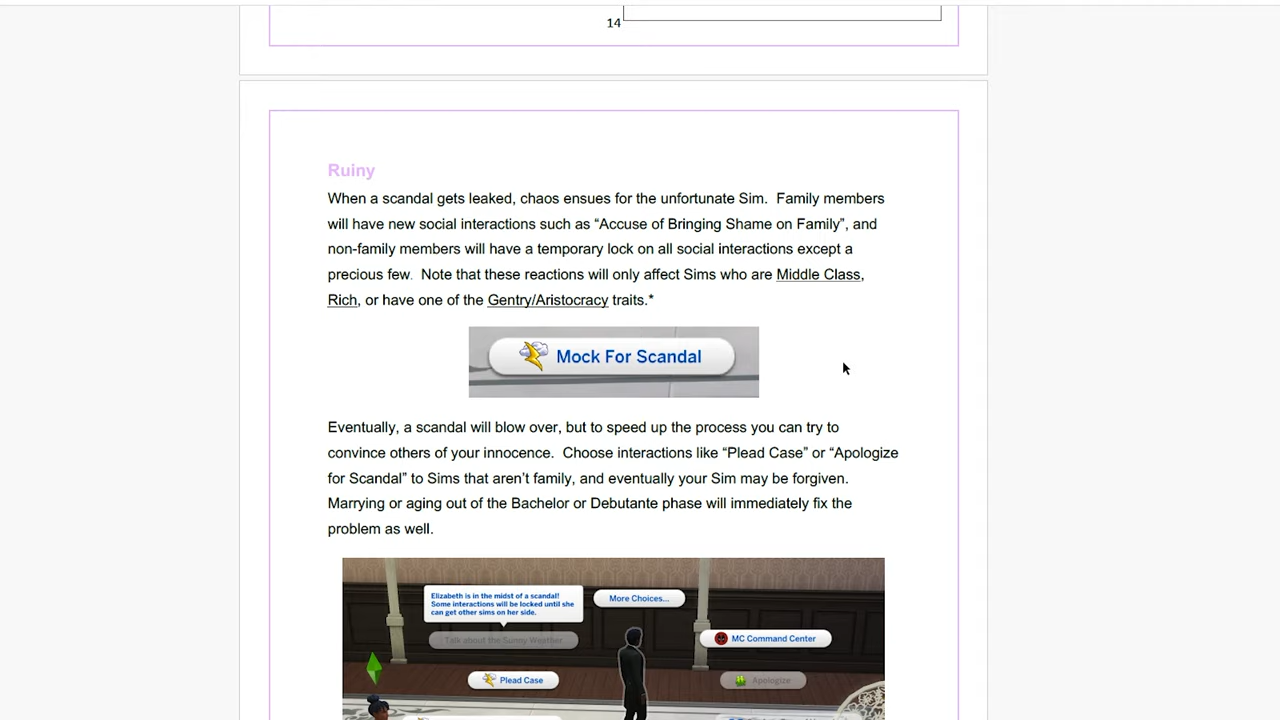 14
Ruiny
When a scandal gets leaked, chaos ensues for the unfortunate Sim. Family members
will have new social interactions such as “Accuse of Bringing Shame on Family”, and
non-family members will have a temporary lock on all social interactions except a
precious few. Note that these reactions will only affect Sims who are Middle Class,
Rich, or have one of the Gentry/Aristocracy traits.*
Mock For Scandal
Eventually, a scandal will blow over, but to speed up the process you can try to
convince others of your innocence. Choose interactions like “Plead Case” or “Apologize
for Scandal” to Sims that aren’t family, and eventually your Sim may be forgiven.
Marrying or aging out of the Bachelor or Debutante phase will immediately fix the
problem as well.
Elizabeth is in the midst of a scandal!
Some interactions will be locked until she
can get other sims on her side.
More Choices...
Talk about the Sunny Weather
MC Command Center
Plead Case
Apologize